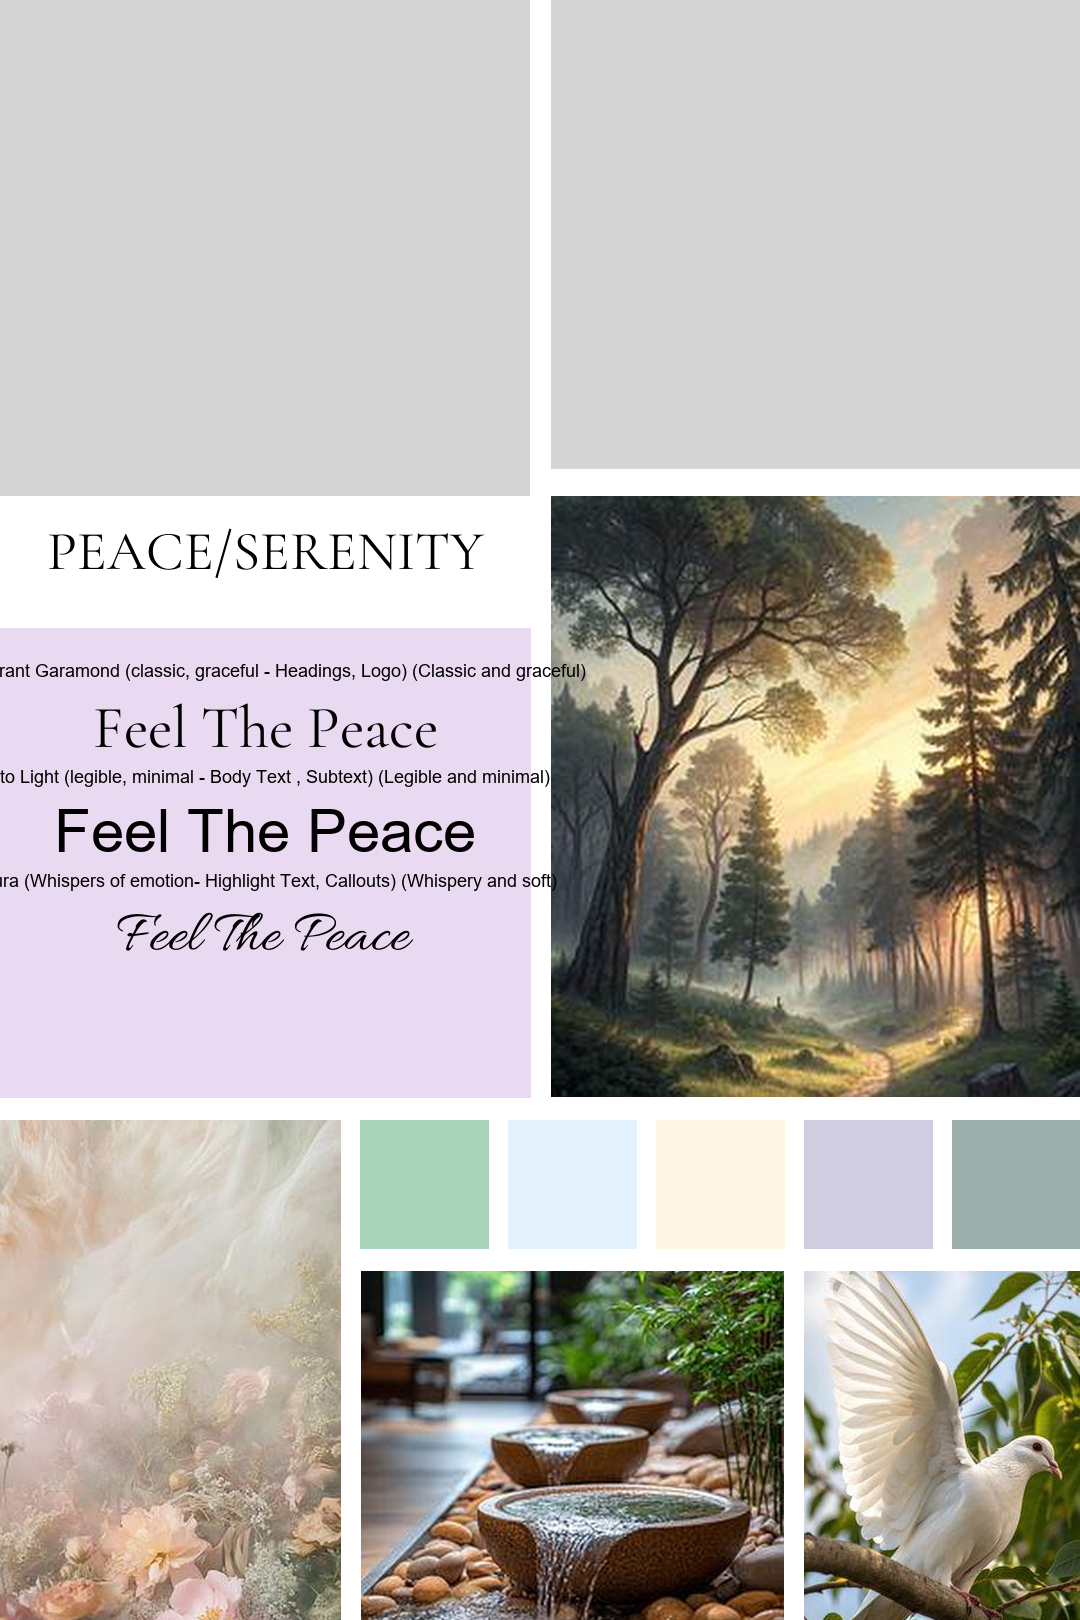 PEACE/SERENITY
rant Garamond (classic, graceful - Headings, Logo) (Classic and graceful)
Feel The Peace
to Light (legible, minimal - Body Text , Subtext) (Legible and minimal)
Feel The Peace
ura (Whispers of emotion- Highlight Text, Callouts) (Whispery and soft)
Feel The Peace